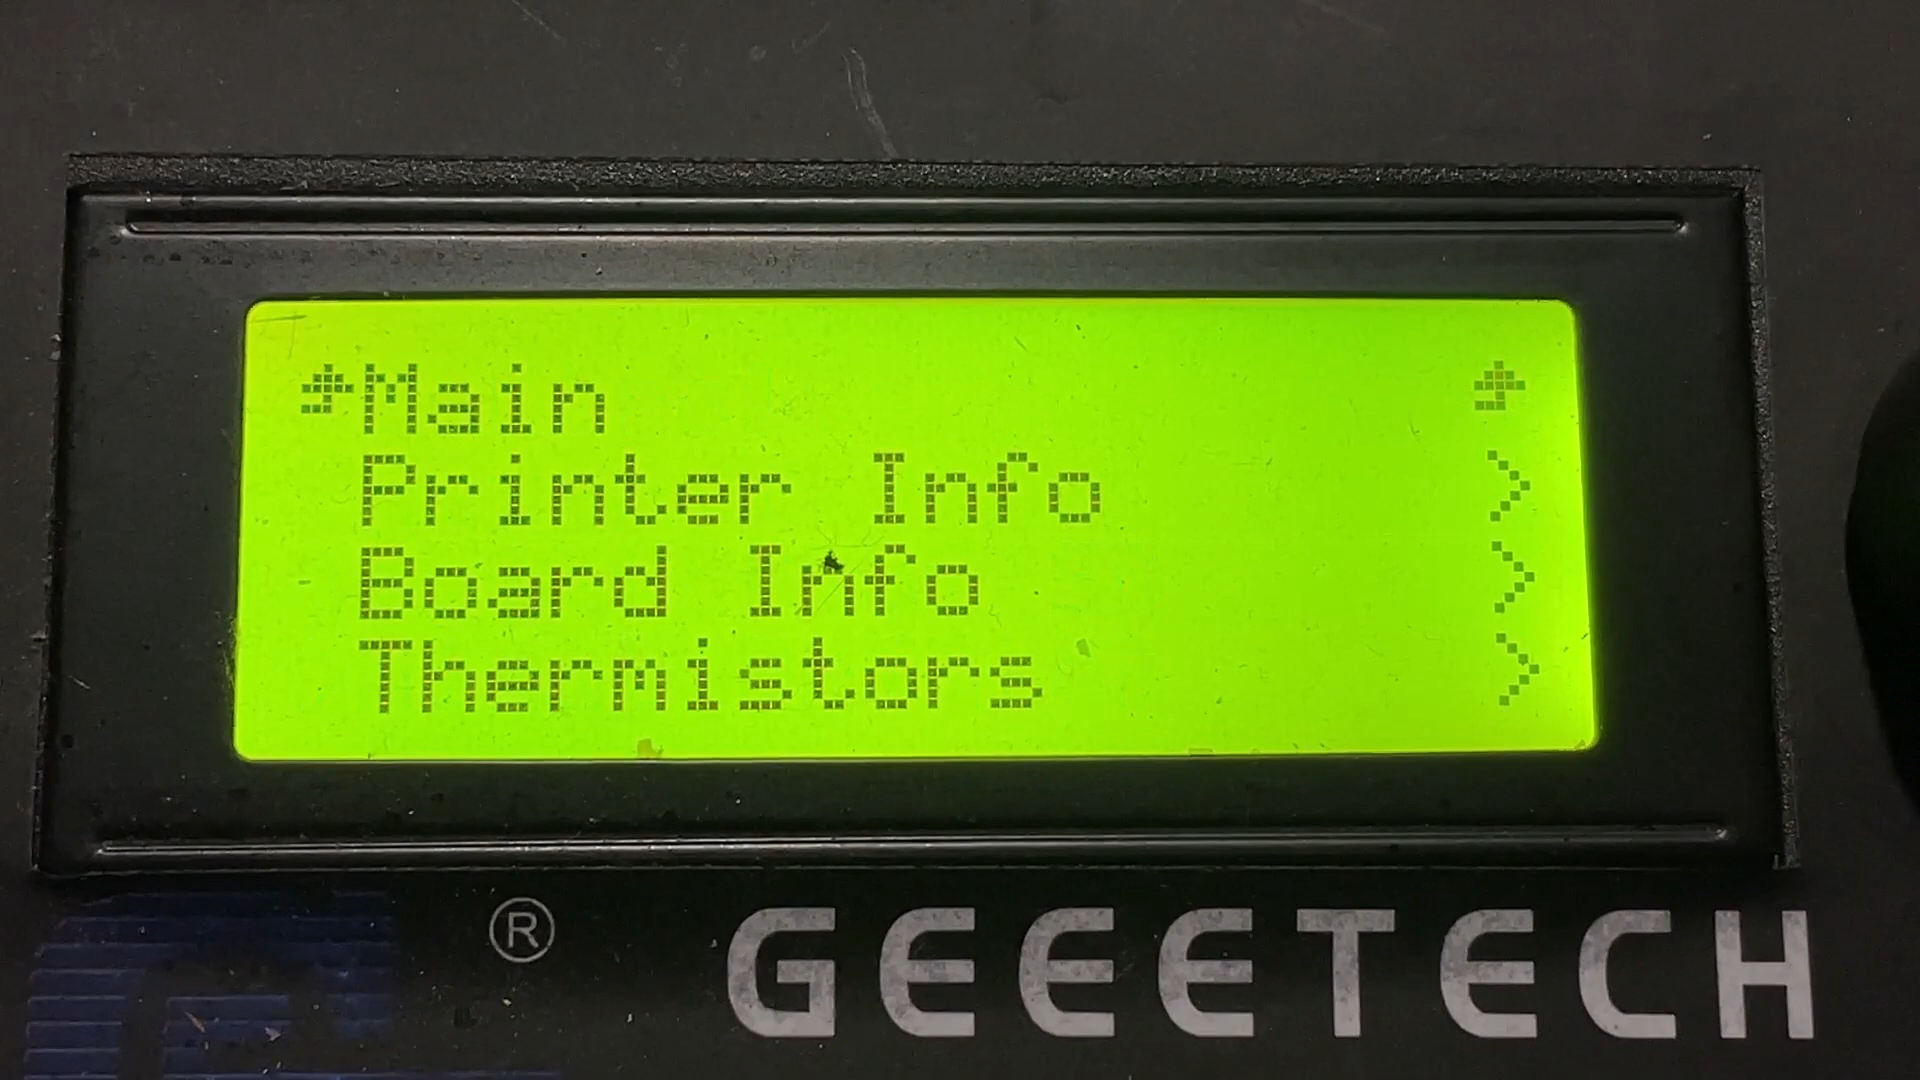 Main
Printer Info >
Board Info >
Thermistors >
® GEEETECH